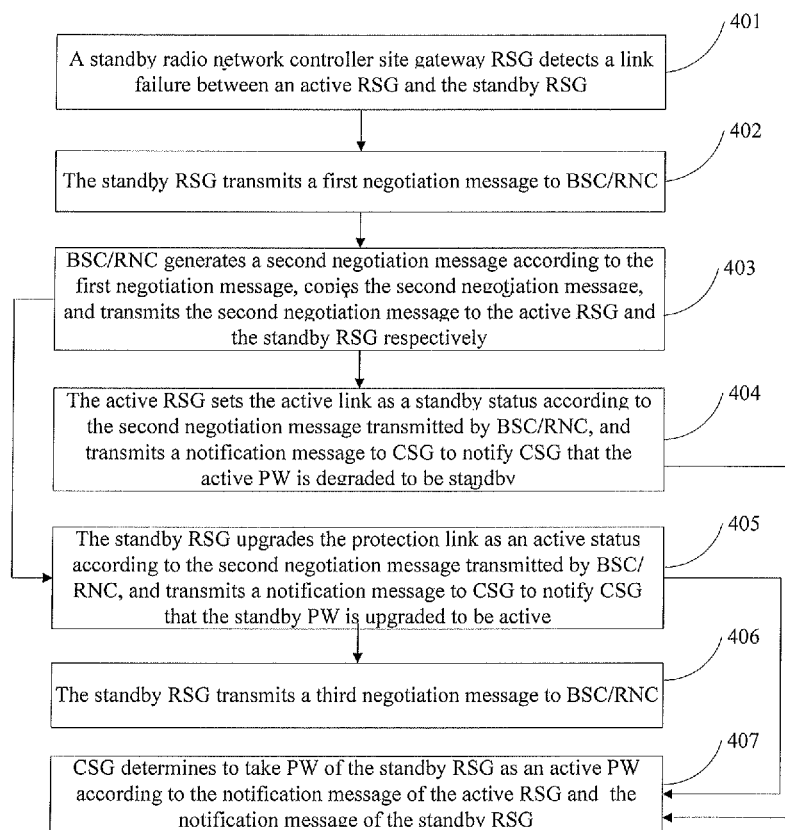 401
A standby radio network controller site gateway RSG detects a link
failure between an active RSG and the standby RSG
402
The standby RSG transmits a first negotiation message to BSC/RNC
BSC/RNC generates a second negotiation message according to the
first negotiation message, copies the second negotiation message,
and transmits the second negotiation message to the active RSG and
the standby RSG respectively
403
The active RSG sets the active link as a standby status according to
the second negotiation message transmitted by BSC/RNC, and
transmits a notification message to CSG to notify CSG that the
active PW is degraded to be standby
404
The standby RSG upgrades the protection link as an active status
according to the second negotiation message transmitted by BSC/
RNC, and transmits a notification message to CSG to notify CSG
that the standby PW is upgraded to be active
405
406
The standby RSG transmits a third negotiation message to BSC/RNC
407
CSG determines to take PW of the standby RSG as an active PW
according to the notification message of the active RSG and the
notification message of the standby RSG